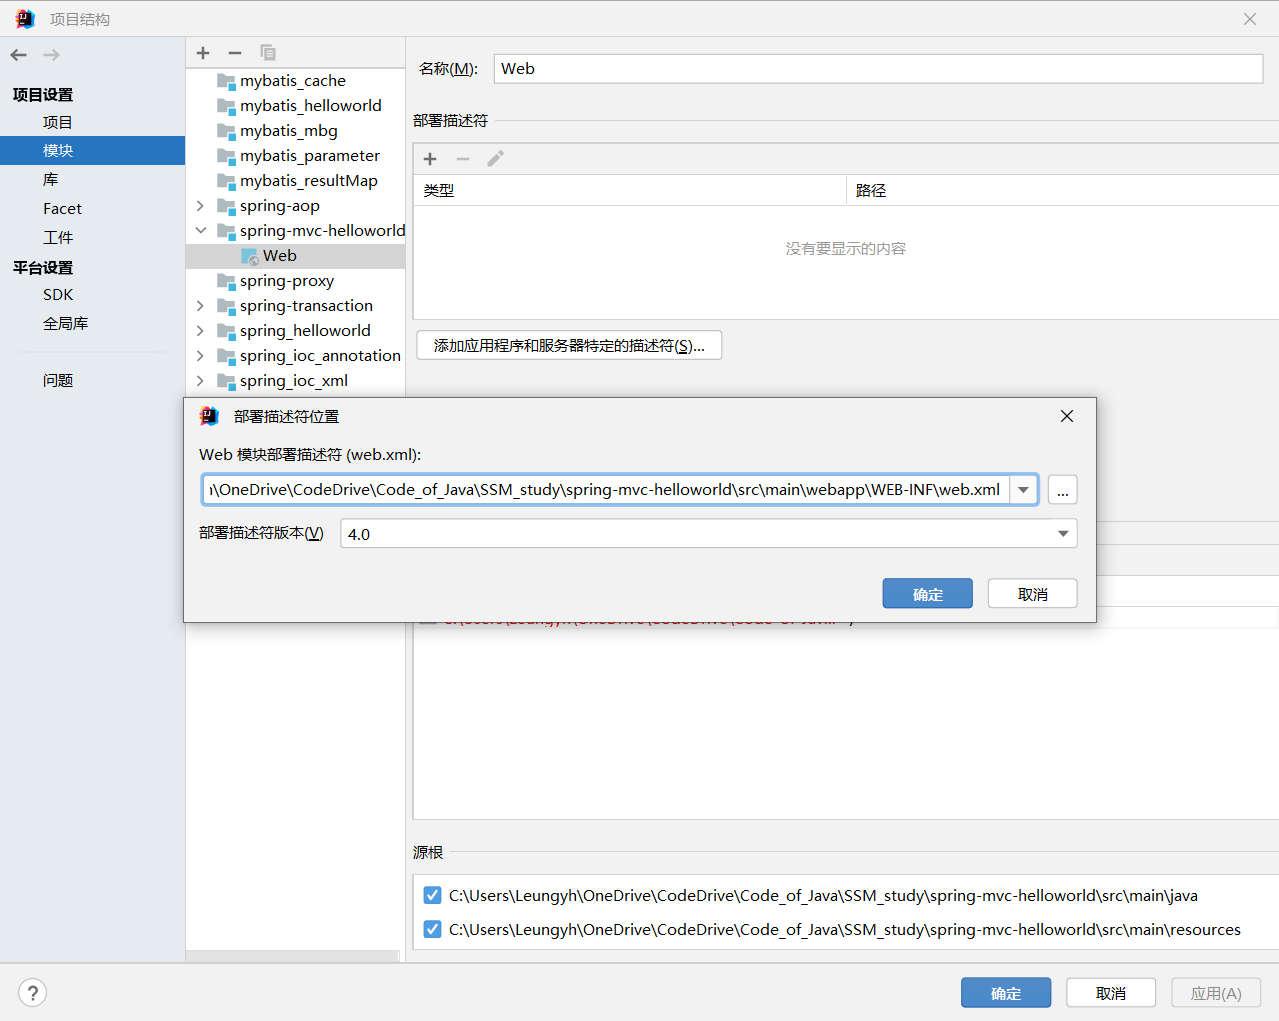 项目结构
项目设置
项目
模块
库
Facet
工件
平台设置
SDK
全局库
问题
mybatis_cache
mybatis_helloworld
mybatis_mbg
mybatis_parameter
mybatis_resultMap
spring-aop
spring-mvc-helloworld
Web
spring-proxy
spring-transaction
spring_helloworld
spring_ioc_annotation
spring_ioc_xml
名称(M): Web
部署描述符
类型 路径
没有要显示的内容
添加应用程序和服务器特定的描述符(S)...
部署描述符位置
Web 模块部署描述符 (web.xml):
\OneDrive\CodeDrive\Code_of_Java\SSM_study\spring-mvc-helloworld\src\main\webapp\WEB-INF\web.xml ...
部署描述符版本(V) 4.0
确定 取消
源根
C:\Users\Leungyh\OneDrive\CodeDrive\Code_of_Java\SSM_study\spring-mvc-helloworld\src\main\java
C:\Users\Leungyh\OneDrive\CodeDrive\Code_of_Java\SSM_study\spring-mvc-helloworld\src\main\resources
? 确定 取消 应用(A)